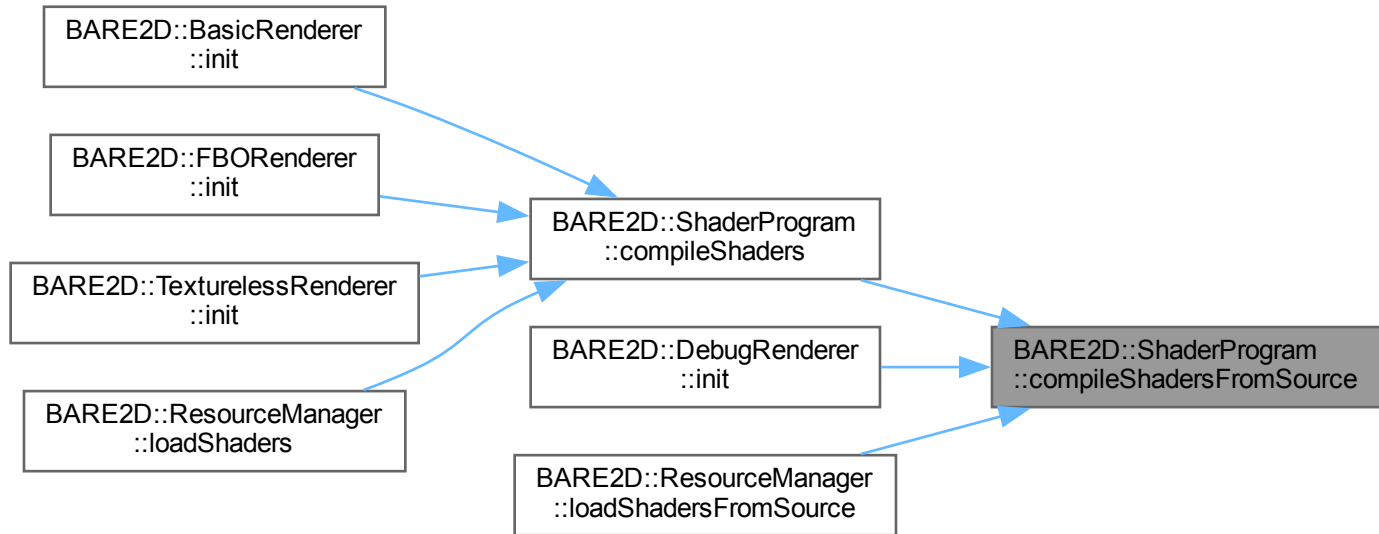 BARE2D::BasicRenderer
::init
BARE2D::FBORenderer
::init
BARE2D::TexturelessRenderer
::init
BARE2D::ResourceManager
::loadShaders
BARE2D::ShaderProgram
::compileShaders
BARE2D::DebugRenderer
::init
BARE2D::ResourceManager
::loadShadersFromSource
BARE2D::ShaderProgram
::compileShadersFromSource